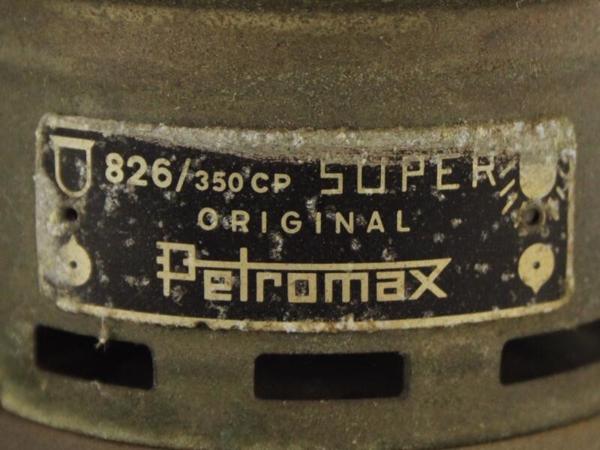 826/350 CP SUPER
ORIGINAL
Petromax